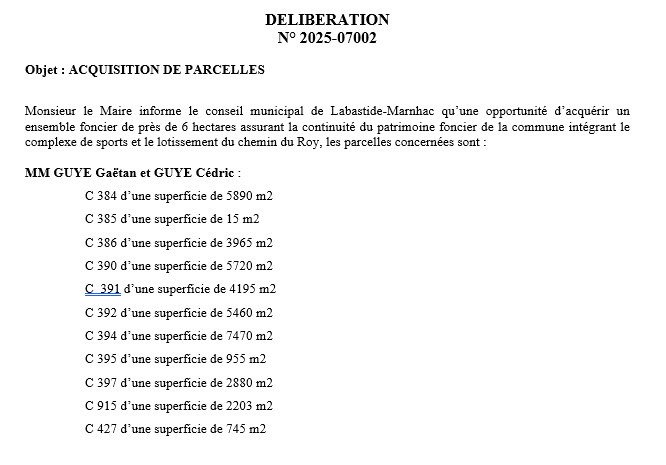 DELIBERATION
N° 2025-07002
Objet : ACQUISITION DE PARCELLES
Monsieur le Maire informe le conseil municipal de Labastide-Marnhac qu'une opportunité d'acquérir un
ensemble foncier de près de 6 hectares assurant la continuité du patrimoine foncier de la commune intégrant le
complexe de sports et le lotissement du chemin du Roy, les parcelles concernées sont :
MM GUYE Gaëtan et GUYE Cédric :
C 384 d'une superficie de 5890 m2
C 385 d'une superficie de 15 m2
C 386 d'une superficie de 3965 m2
C 390 d'une superficie de 5720 m2
C  391 d'une superficie de 4195 m2
C 392 d'une superficie de 5460 m2
C 394 d'une superficie de 7470 m2
C 395 d'une superficie de 955 m2
C 397 d'une superficie de 2880 m2
C 915 d'une superficie de 2203 m2
C 427 d'une superficie de 745 m2